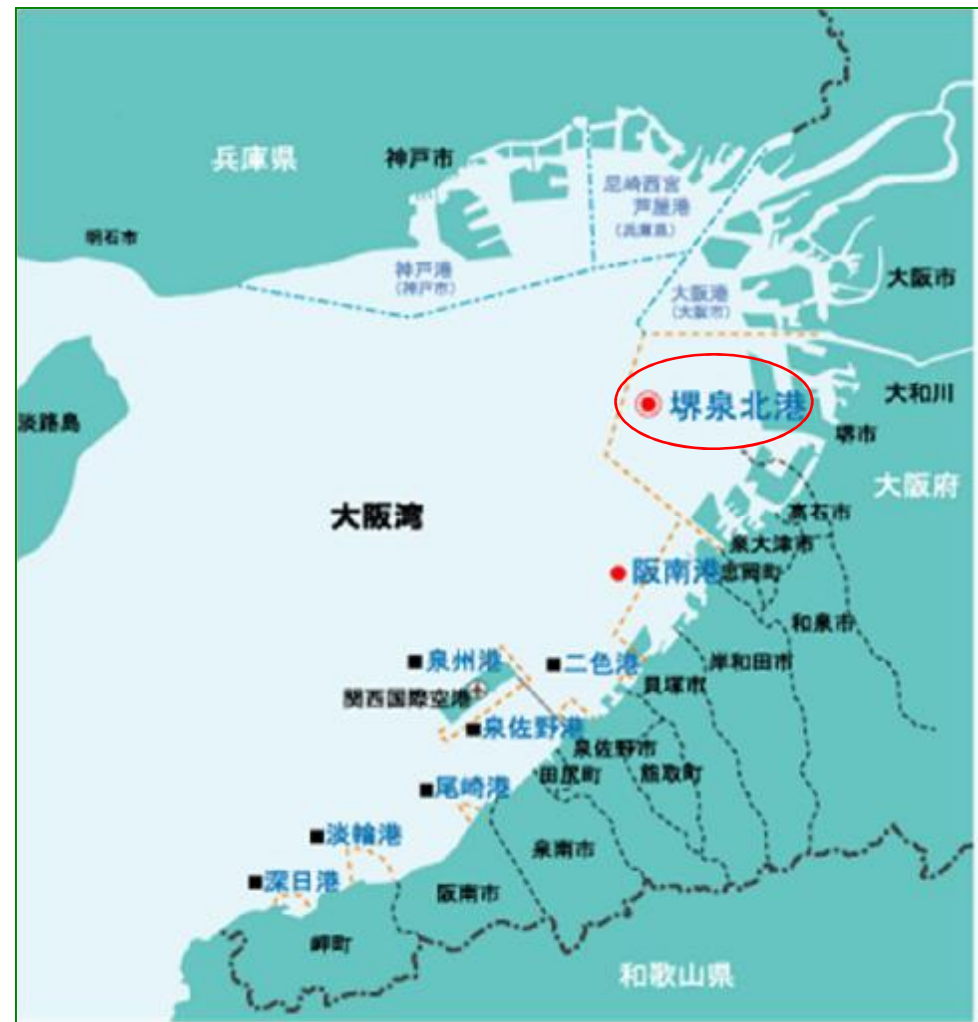 兵庫県
神戸市
尼崎西宮
芦屋港
(兵庫県)
明石市
神戸港
(神戸市)
大阪港
(大阪市)
大阪市
堺泉北港
大和川
淡路島
堺市
大阪府
大阪湾
高石市
泉大津市
阪南港
忠岡町
和泉市
泉州港
二色港
岸和田市
関西国際空港
貝塚市
泉佐野港
泉佐野市
田尻町
熊取町
尾崎港
淡輪港
泉南市
深日港
阪南市
岬町
和歌山県